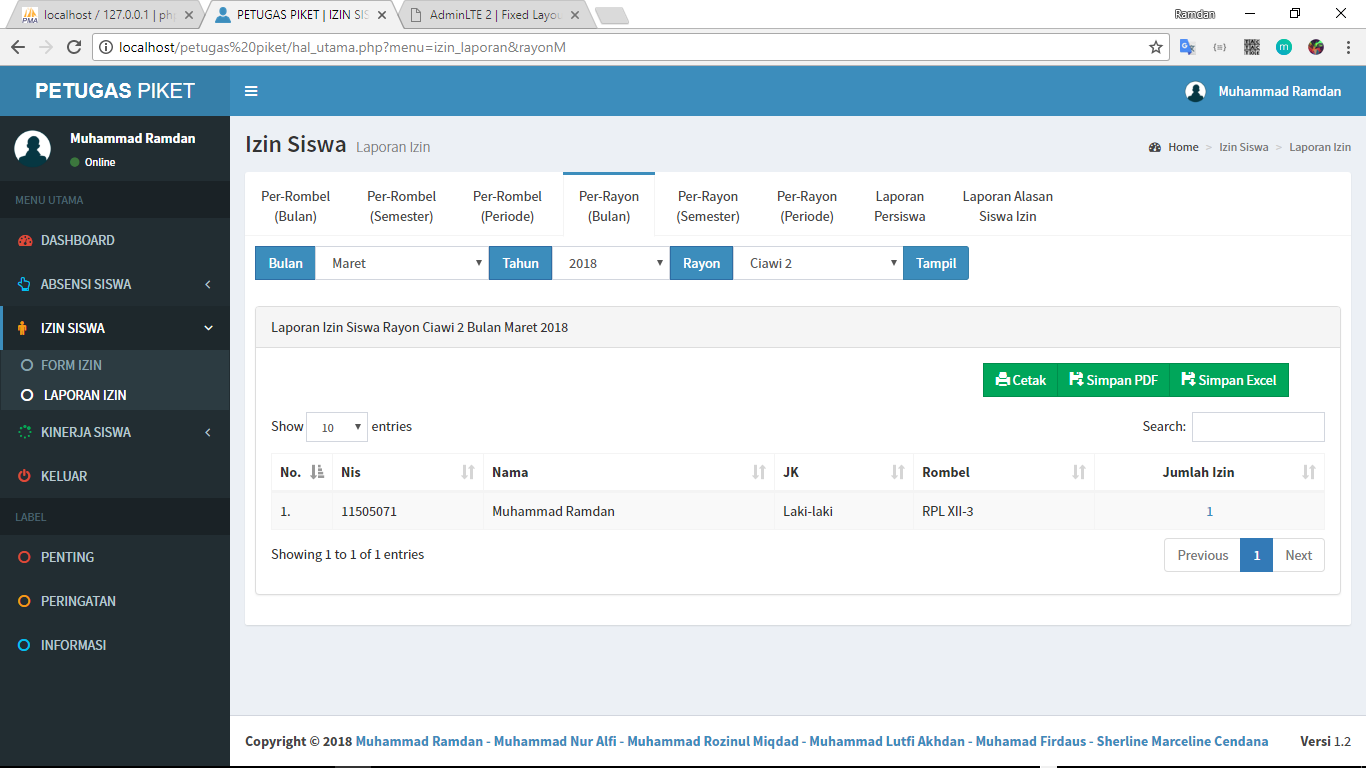 localhost / 127.0.0.1 | ph
PETUGAS PIKET | IZIN SIS
AdminLTE 2 | Fixed Layou
Ramdan
localhost/petugas%20piket/hal_utama.php?menu=izin_laporan&rayonM
PETUGAS PIKET
Muhammad Ramdan
Muhammad Ramdan
Online
MENU UTAMA
DASHBOARD
ABSENSI SISWA
IZIN SISWA
FORM IZIN
LAPORAN IZIN
KINERJA SISWA
KELUAR
LABEL
PENTING
PERINGATAN
INFORMASI
Izin Siswa Laporan Izin
Home > Izin Siswa > Laporan Izin
Per-Rombel (Bulan)
Per-Rombel (Semester)
Per-Rombel (Periode)
Per-Rayon (Bulan)
Per-Rayon (Semester)
Per-Rayon (Periode)
Laporan Persiswa
Laporan Alasan Siswa Izin
Bulan Maret Tahun 2018 Rayon Ciawi 2 Tampil
Laporan Izin Siswa Rayon Ciawi 2 Bulan Maret 2018
Cetak Simpan PDF Simpan Excel
Show 10 entries Search:
No. Nis Nama JK Rombel Jumlah Izin
1. 11505071 Muhammad Ramdan Laki-laki RPL XII-3 1
Showing 1 to 1 of 1 entries Previous 1 Next
Copyright © 2018 Muhammad Ramdan - Muhammad Nur Alfi - Muhammad Rozinul Miqdad - Muhammad Lutfi Akhdan - Muhamad Firdaus - Sherline Marceline Cendana Versi 1.2